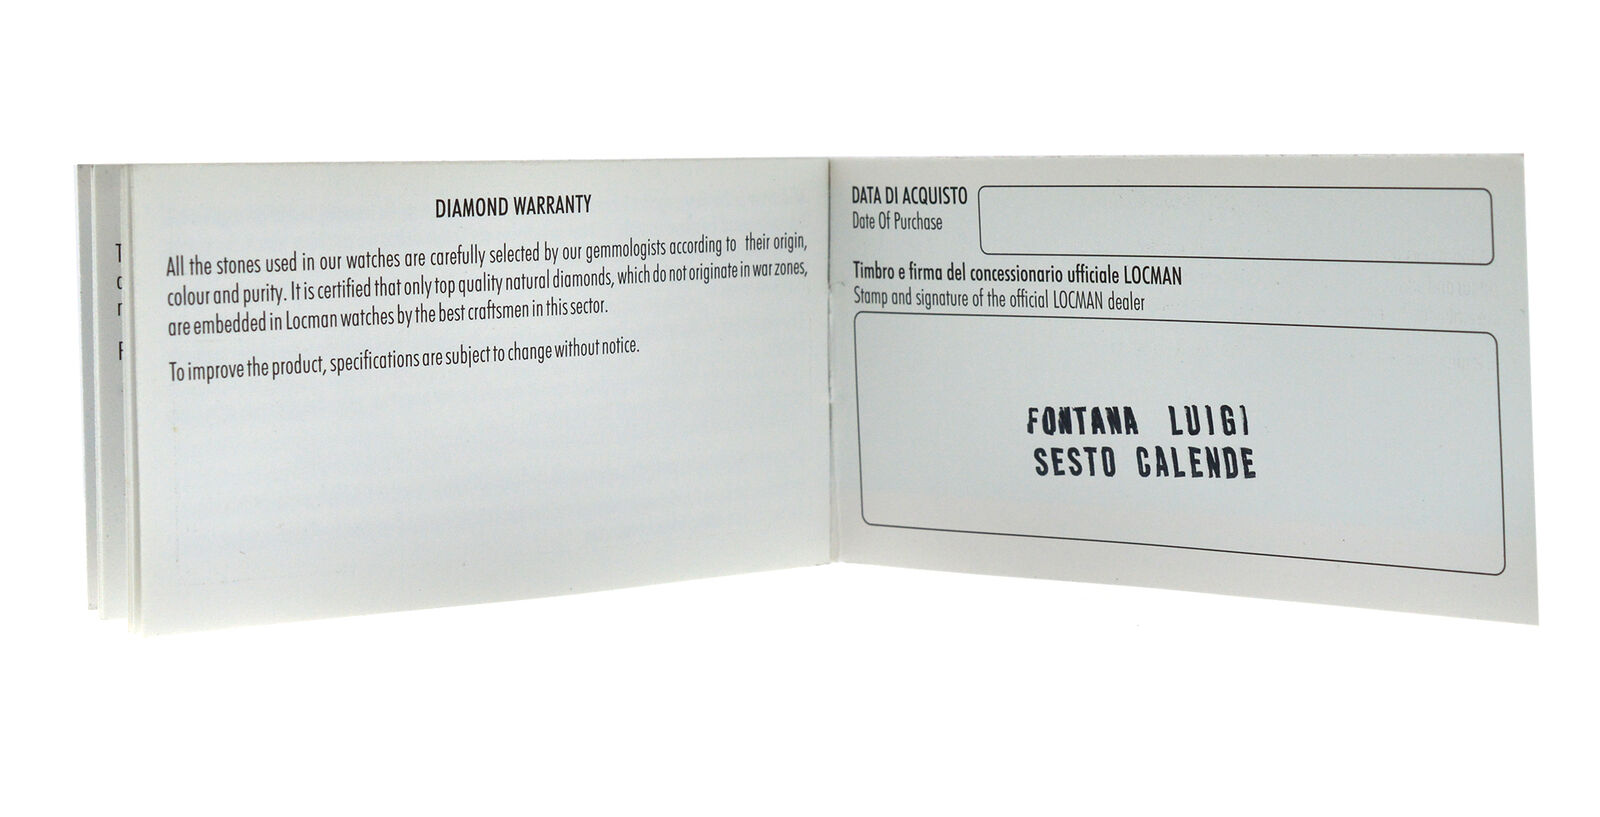 DIAMOND WARRANTY
All the stones used in our watches are carefully selected by our gemmologists according to their origin,
colour and purity. It is certified that only top quality natural diamonds, which do not originate in war zones,
are embedded in Locman watches by the best craftsmen in this sector.
To improve the product, specifications are subject to change without notice.
DATA DI ACQUISTO
Date Of Purchase
Timbro e firma del concessionario ufficiale LOCMAN
Stamp and signature of the official LOCMAN dealer
FONTANA LUIGI
SESTO CALENDE